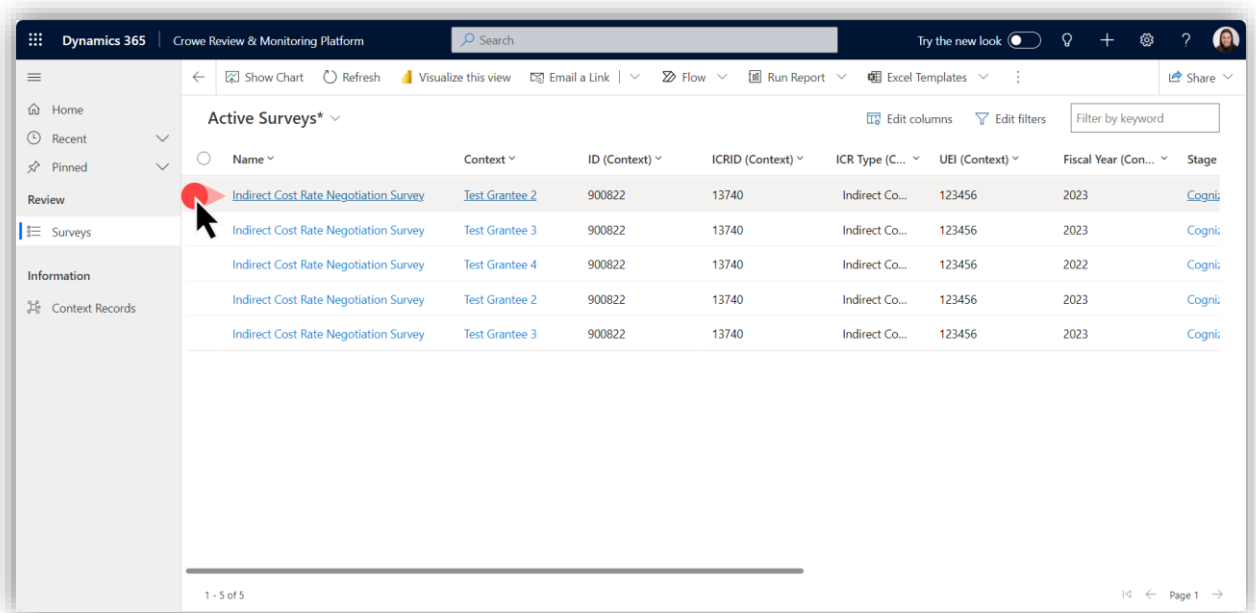 Dynamics 365 Crowe Review & Monitoring Platform Search Try the new look ?
Show Chart Refresh Visualize this view Email a Link Flow Run Report Excel Templates Share
Home
Recent
Pinned
Review
Surveys
Information
Context Records
Active Surveys* Edit columns Edit filters Filter by keyword
Name Context ID (Context) ICRID (Context) ICR Type (C... UEI (Context) Fiscal Year (Con... Stage
Indirect Cost Rate Negotiation Survey Test Grantee 2 900822 13740 Indirect Co... 123456 2023 Cogniz
Indirect Cost Rate Negotiation Survey Test Grantee 3 900822 13740 Indirect Co... 123456 2023 Cogniz
Indirect Cost Rate Negotiation Survey Test Grantee 4 900822 13740 Indirect Co... 123456 2022 Cogniz
Indirect Cost Rate Negotiation Survey Test Grantee 2 900822 13740 Indirect Co... 123456 2023 Cogniz
Indirect Cost Rate Negotiation Survey Test Grantee 3 900822 13740 Indirect Co... 123456 2023 Cogniz
1 - 5 of 5 Page 1